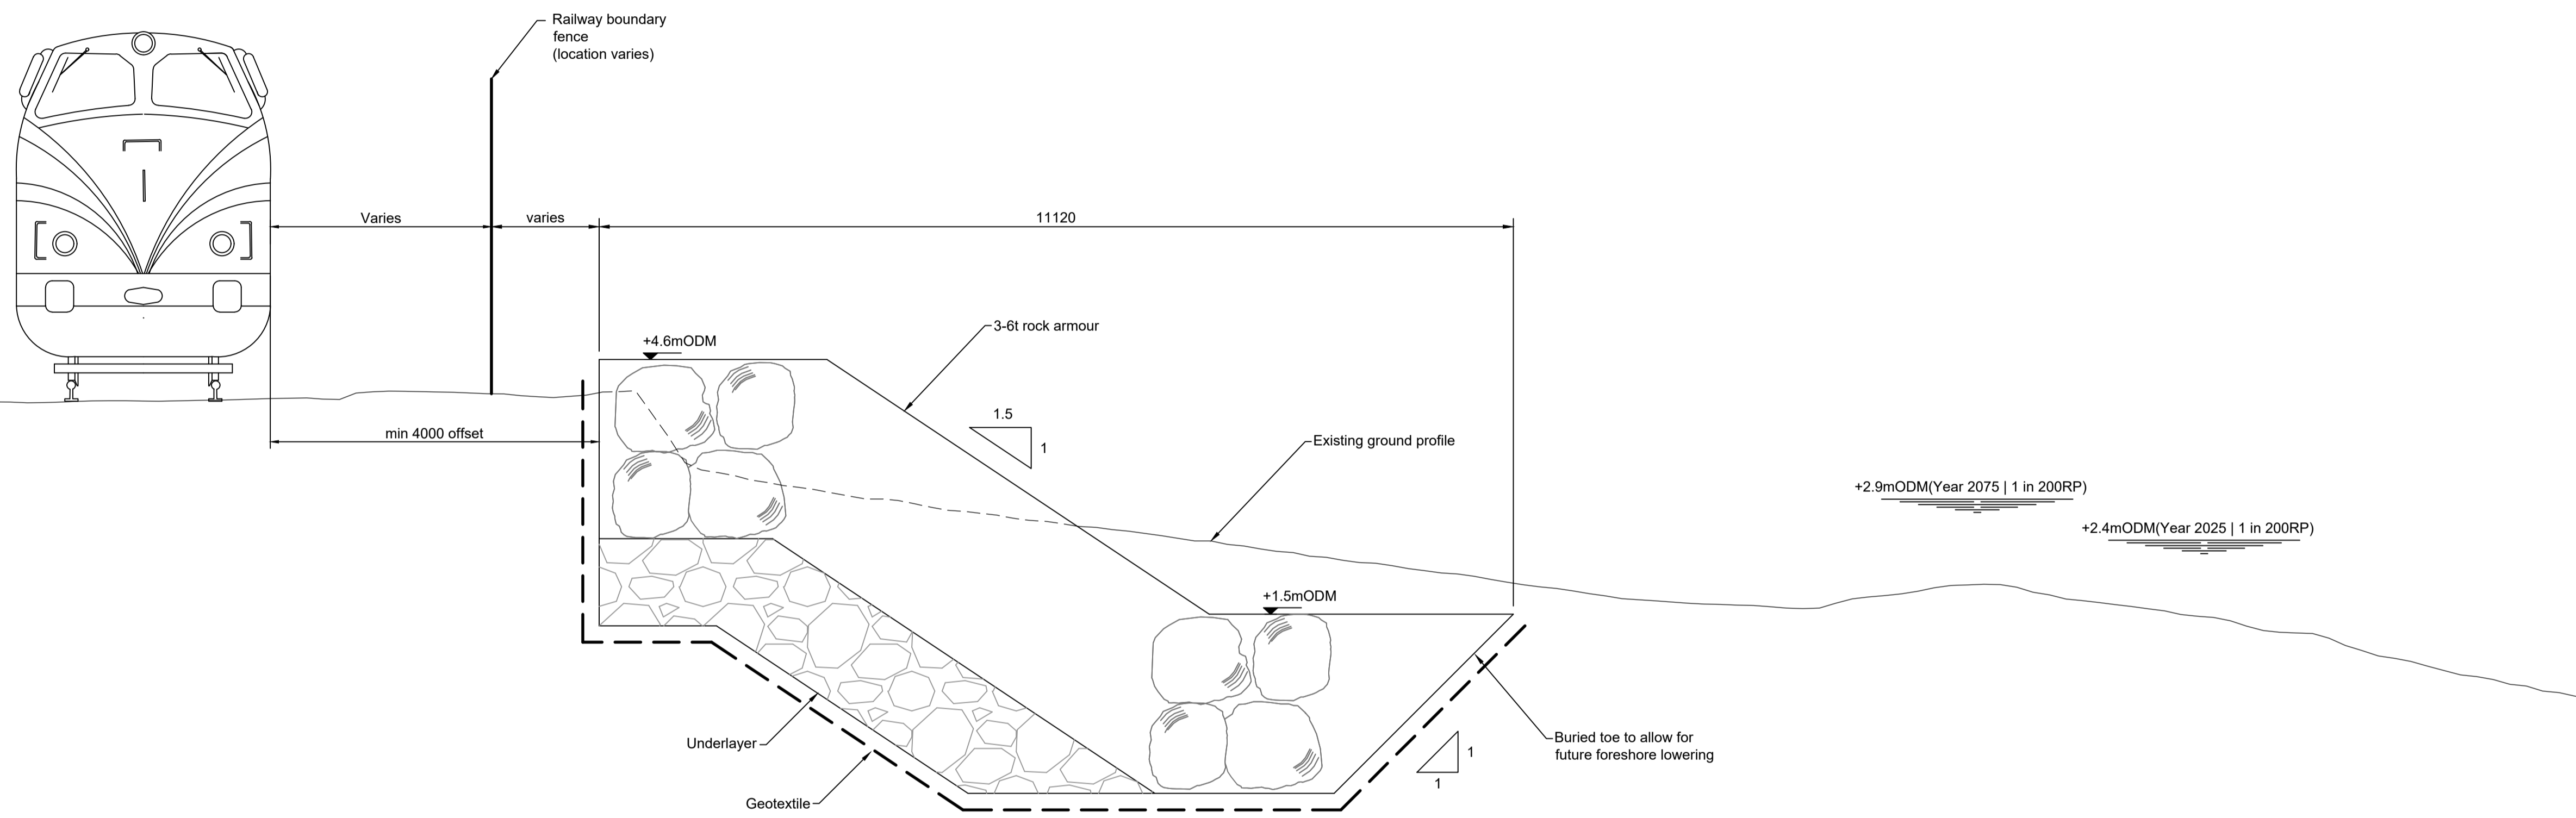 Railway boundary
fence
(location varies)
Varies
varies
11120
3-6t rock armour
+4.6mODM
1.5
1
min 4000 offset
Existing ground profile
+2.9mODM(Year 2075 | 1 in 200RP)
+2.4mODM(Year 2025 | 1 in 200RP)
+1.5mODM
Underlayer
Geotextile
1
1
Buried toe to allow for
future foreshore lowering